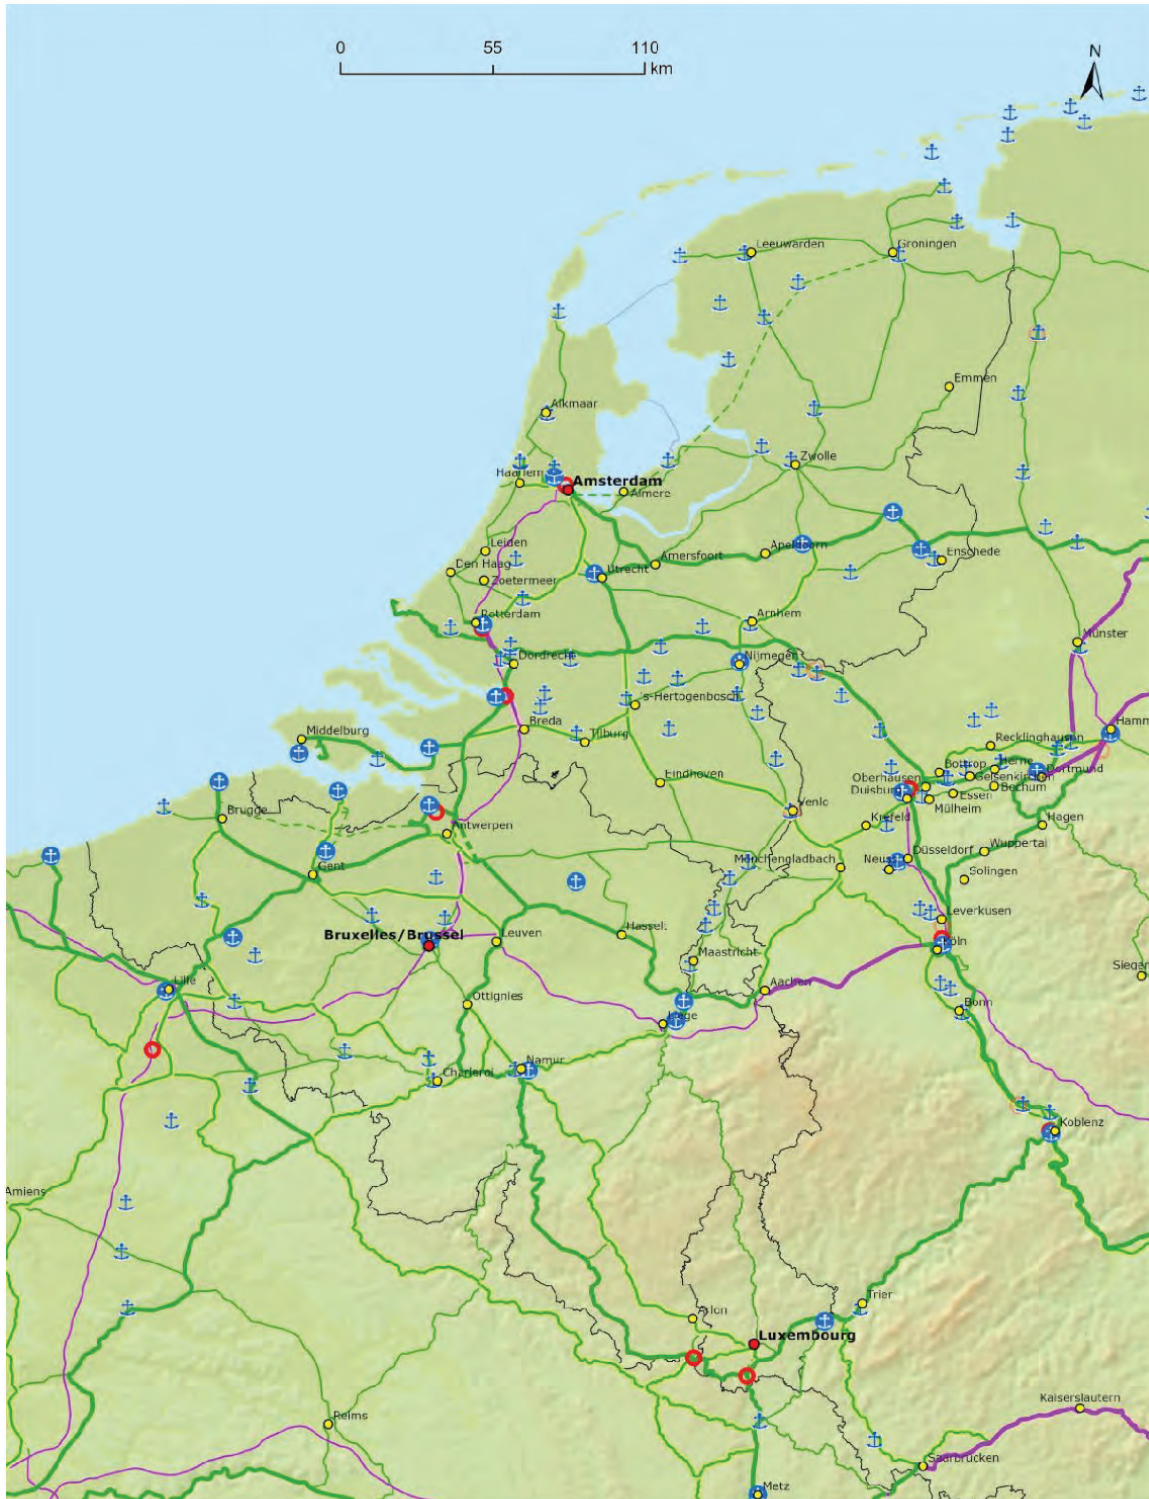 0 55 110
km
N
Leeuwarden
Groningen
Emmen
Alkmaar
Zwolle
Haarlem
Amsterdam
Almere
Leiden
Amersfoort
Apeldoorn
Enschede
Den Haag
Utrecht
Zoetermeer
Rotterdam
Arnhem
Münster
Dordrecht
Nijmegen
's-Hertogenbosch
Middelburg
Breda
Tilburg
Hamm
Recklinghausen
Bottrop
Herne
Eindhoven
Oberhausen
Gelsenkirchen
Dortmund
Duisburg
Essen
Bochum
Venlo
Mülheim
Brugge
Krefeld
Hagen
Antwerpen
Wuppertal
Gent
Mönchengladbach
Neuss
Düsseldorf
Solingen
Leverkusen
Bruxelles/Brussel
Leuven
Hasselt
Köln
Maastricht
Siegen
Lille
Aachen
Ottignies
Bonn
Liège
Namur
Charleroi
Koblenz
Amiens
Trier
Arlon
Luxembourg
Kaiserslautern
Reims
Saarbrücken
Metz